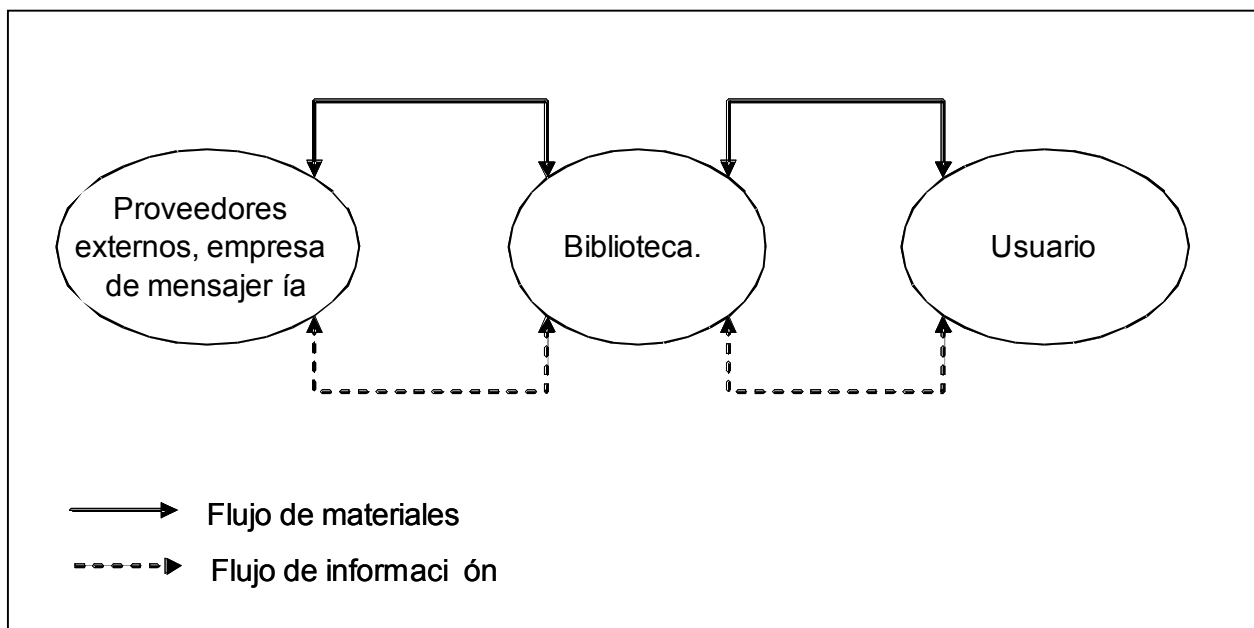 Proveedores
externos, empresa
de mensajer ía
Biblioteca.
Usuario
Flujo de materiales
Flujo de informaci ón